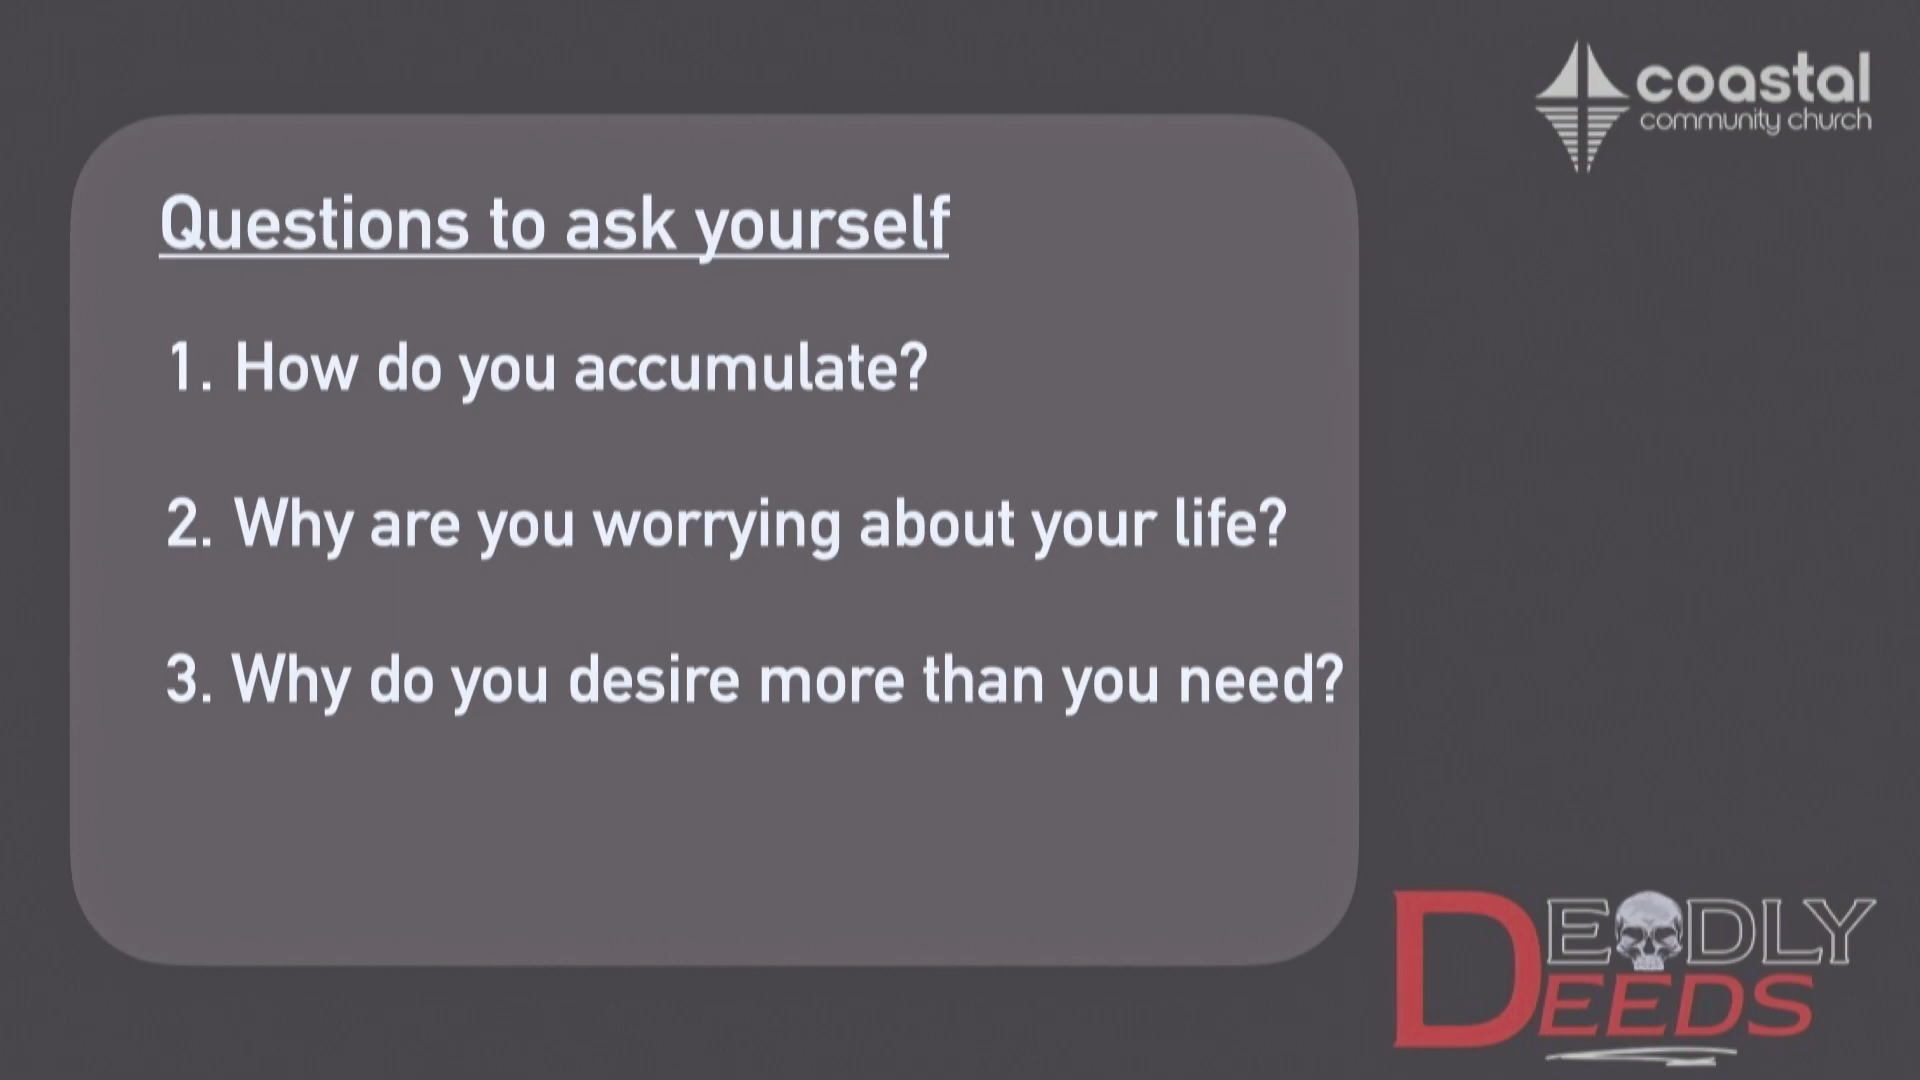 coastal
community church
Questions to ask yourself
1. How do you accumulate?
2. Why are you worrying about your life?
3. Why do you desire more than you need?
DEADLY
DEEDS